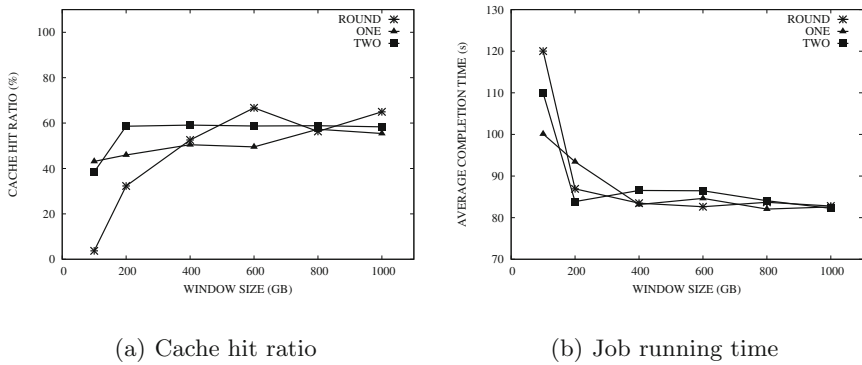 ROUND
ONE
TWO
CACHE HIT RATIO (%)
100
80
60
40
20
0
0 200 400 600 800 1000
WINDOW SIZE (GB)
(a) Cache hit ratio
ROUND
ONE
TWO
AVERAGE COMPLETION TIME (s)
130
120
110
100
90
80
70
0 200 400 600 800 1000
WINDOW SIZE (GB)
(b) Job running time